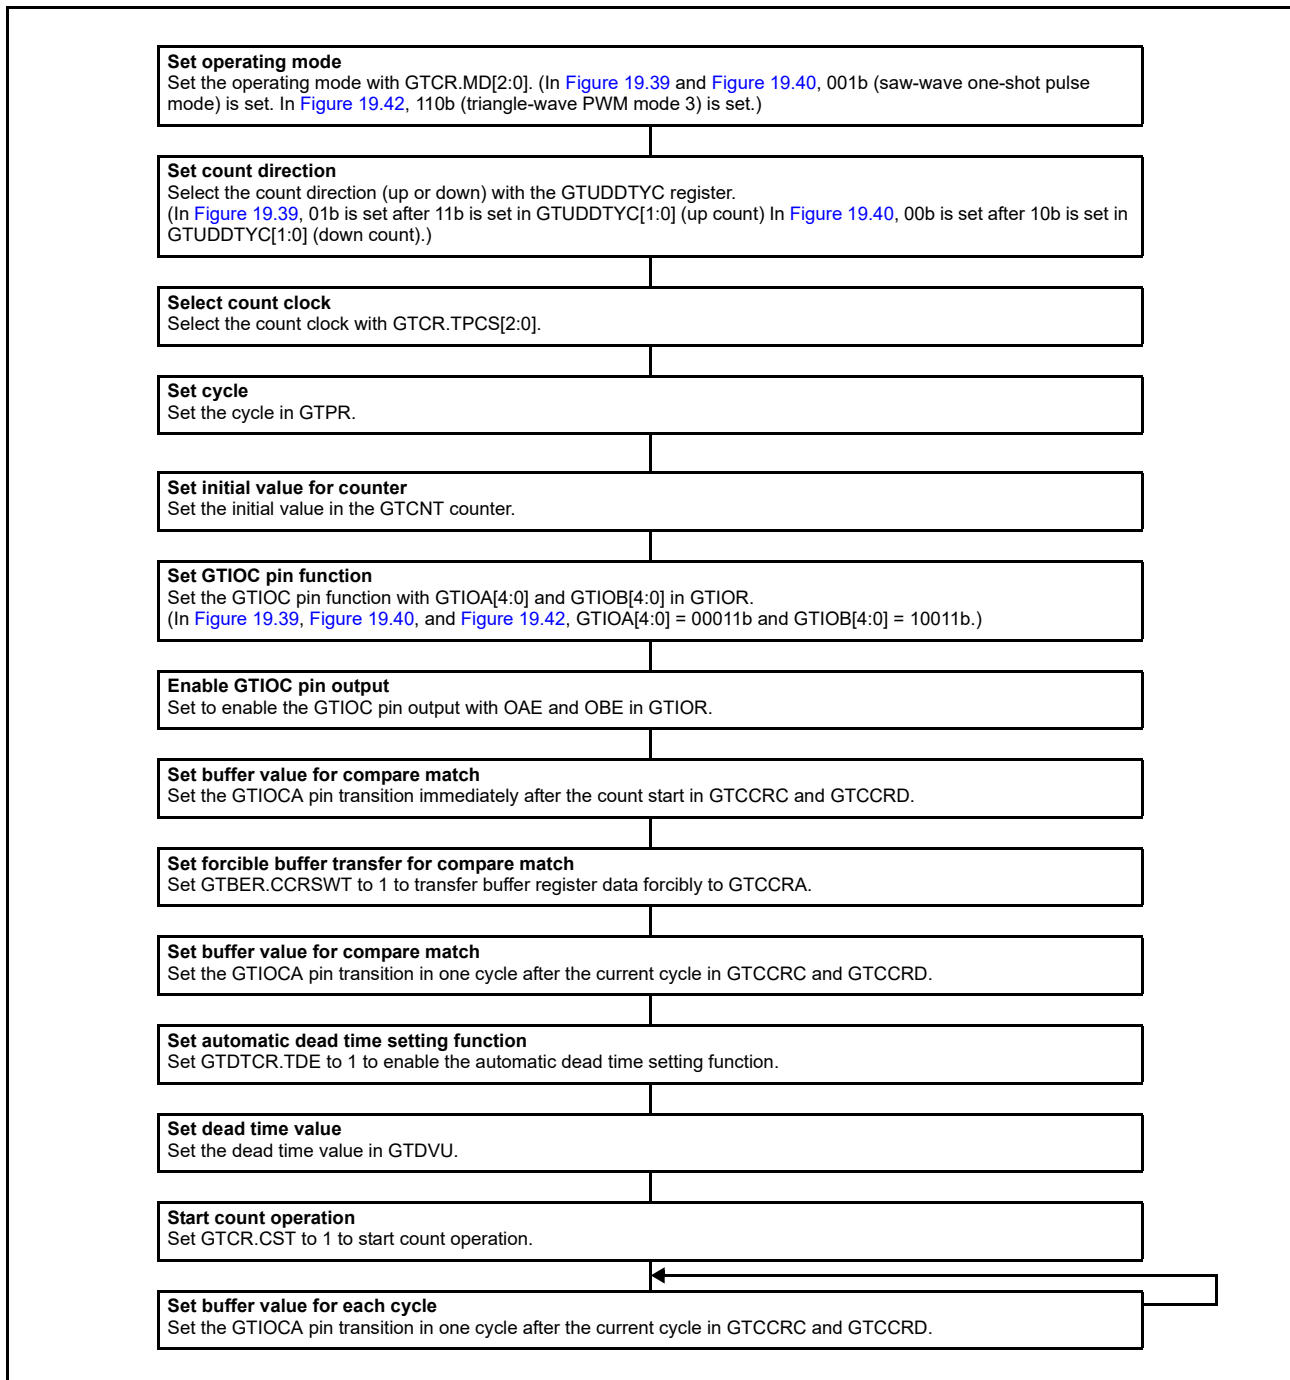 Set operating mode
Set the operating mode with GTCR.MD[2:0]. (In Figure 19.39 and Figure 19.40, 001b (saw-wave one-shot pulse
mode) is set. In Figure 19.42, 110b (triangle-wave PWM mode 3) is set.)
Set count direction
Select the count direction (up or down) with the GTUDDTYC register.
(In Figure 19.39, 01b is set after 11b is set in GTUDDTYC[1:0] (up count) In Figure 19.40, 00b is set after 10b is set in
GTUDDTYC[1:0] (down count).)
Select count clock
Select the count clock with GTCR.TPCS[2:0].
Set cycle
Set the cycle in GTPR.
Set initial value for counter
Set the initial value in the GTCNT counter.
Set GTIOC pin function
Set the GTIOC pin function with GTIOA[4:0] and GTIOB[4:0] in GTIOR.
(In Figure 19.39, Figure 19.40, and Figure 19.42, GTIOA[4:0] = 00011b and GTIOB[4:0] = 10011b.)
Enable GTIOC pin output
Set to enable the GTIOC pin output with OAE and OBE in GTIOR.
Set buffer value for compare match
Set the GTIOCA pin transition immediately after the count start in GTCCRC and GTCCRD.
Set forcible buffer transfer for compare match
Set GTBER.CCRSWT to 1 to transfer buffer register data forcibly to GTCCRA.
Set buffer value for compare match
Set the GTIOCA pin transition in one cycle after the current cycle in GTCCRC and GTCCRD.
Set automatic dead time setting function
Set GTDTCR.TDE to 1 to enable the automatic dead time setting function.
Set dead time value
Set the dead time value in GTDVU.
Start count operation
Set GTCR.CST to 1 to start count operation.
Set buffer value for each cycle
Set the GTIOCA pin transition in one cycle after the current cycle in GTCCRC and GTCCRD.